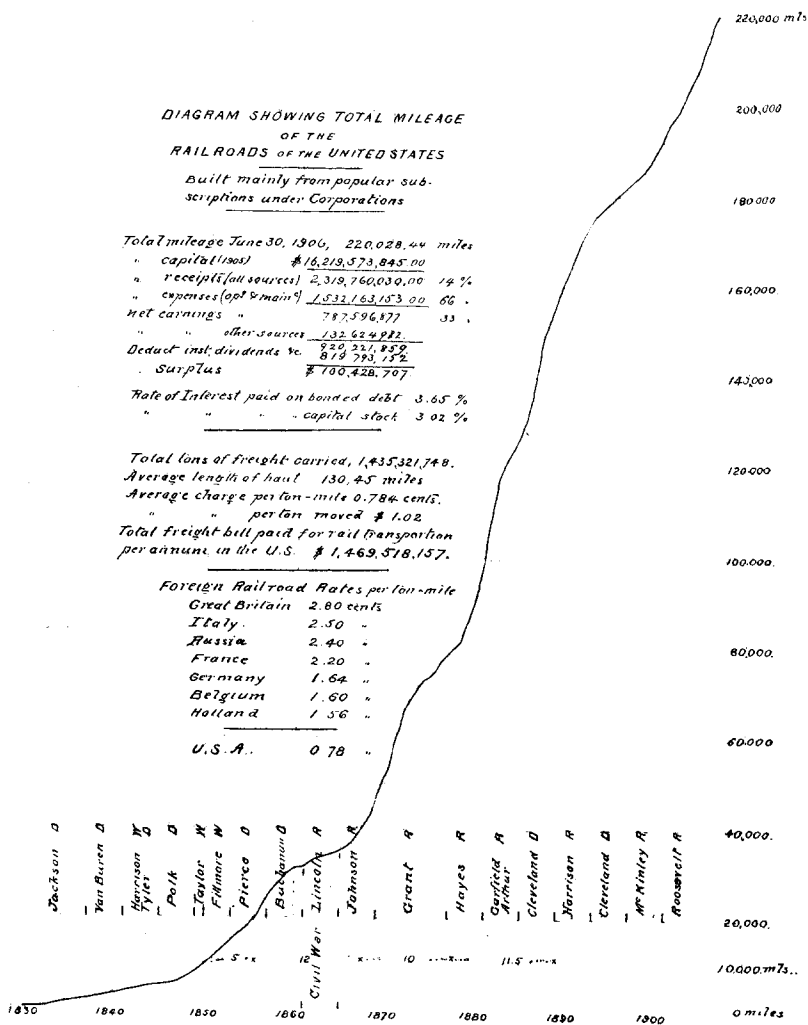 220,000 mls
DIAGRAM SHOWING TOTAL MILEAGE
OF THE
RAILROADS OF THE UNITED STATES
Built mainly from popular sub-
scriptions under Corporations
Total mileage June 30, 1906, 220,028.44 miles
" capital (1905) $16,219,573,845.00
" receipts (all sources) 2,319,760,030.00 14 %
" expenses (opg & maine) 1,532,163,153.00 66 "
net earnings " 787,596,877 33 "
" " other sources 132,624,982.
920,221,859
Deduct inst; dividends &c. 819,793,152
" Surplus $100,428,707
Rate of Interest paid on bonded debt 3.65 %
" " " " capital stock 3.02 %
Total tons of freight carried, 1,435,321,748.
Average length of haul 130.45 miles
Average charge per ton-mile 0.784 cents.
" " per ton moved $1.02
Total freight bill paid for rail transportion
per annum in the U.S. $1,469,518,157.
Foreign Railroad Rates per ton-mile
Great Britain 2.80 cents
Italy. 2.50 "
Russia 2.40 "
France 2.20 "
Germany 1.64 "
Belgium 1.60 "
Holland 1.56 "
U.S.A. 0.78 "
200,000
180,000
160,000.
140,000
120,000
100,000.
80,000.
60,000
40,000.
20,000.
10,000 mls..
0 miles
Jackson D
Van Buren D
Harrison W
Tyler D
Polk D
Taylor W
Fillmore W
Pierce D
Buchanan D
Lincoln R
Johnson R
Grant R
Hayes R
Garfield R
Arthur
Cleveland D
Harrison R
Cleveland D
McKinley R.
Roosevelt R
Civil War
5 x
12
x
10
x
11.5
x
1830 1840 1850 1860 1870 1880 1890 1900